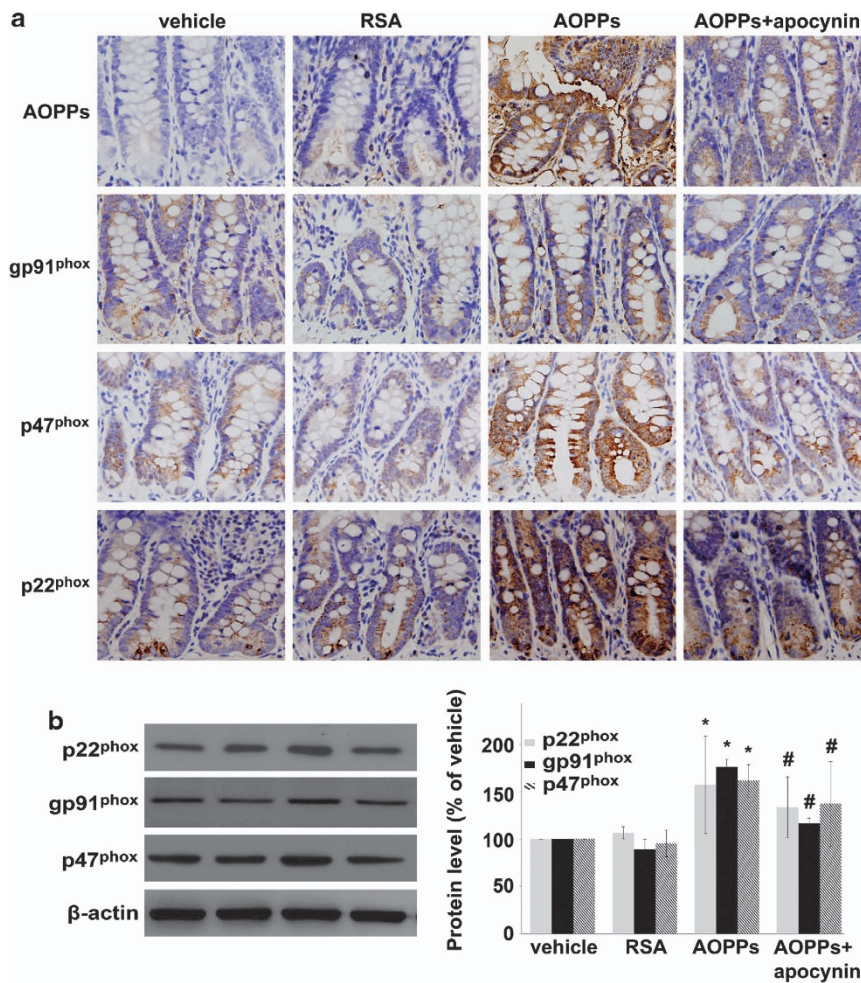 a
vehicle RSA AOPPs AOPPs+apocynin
AOPPs
gp91phox
p47phox
p22phox
b
p22phox
gp91phox
p47phox
β-actin
Protein level (% of vehicle)
200
150
100
50
0
p22phox
gp91phox
p47phox
* * *
# # #
vehicle RSA AOPPs AOPPs+
apocynin